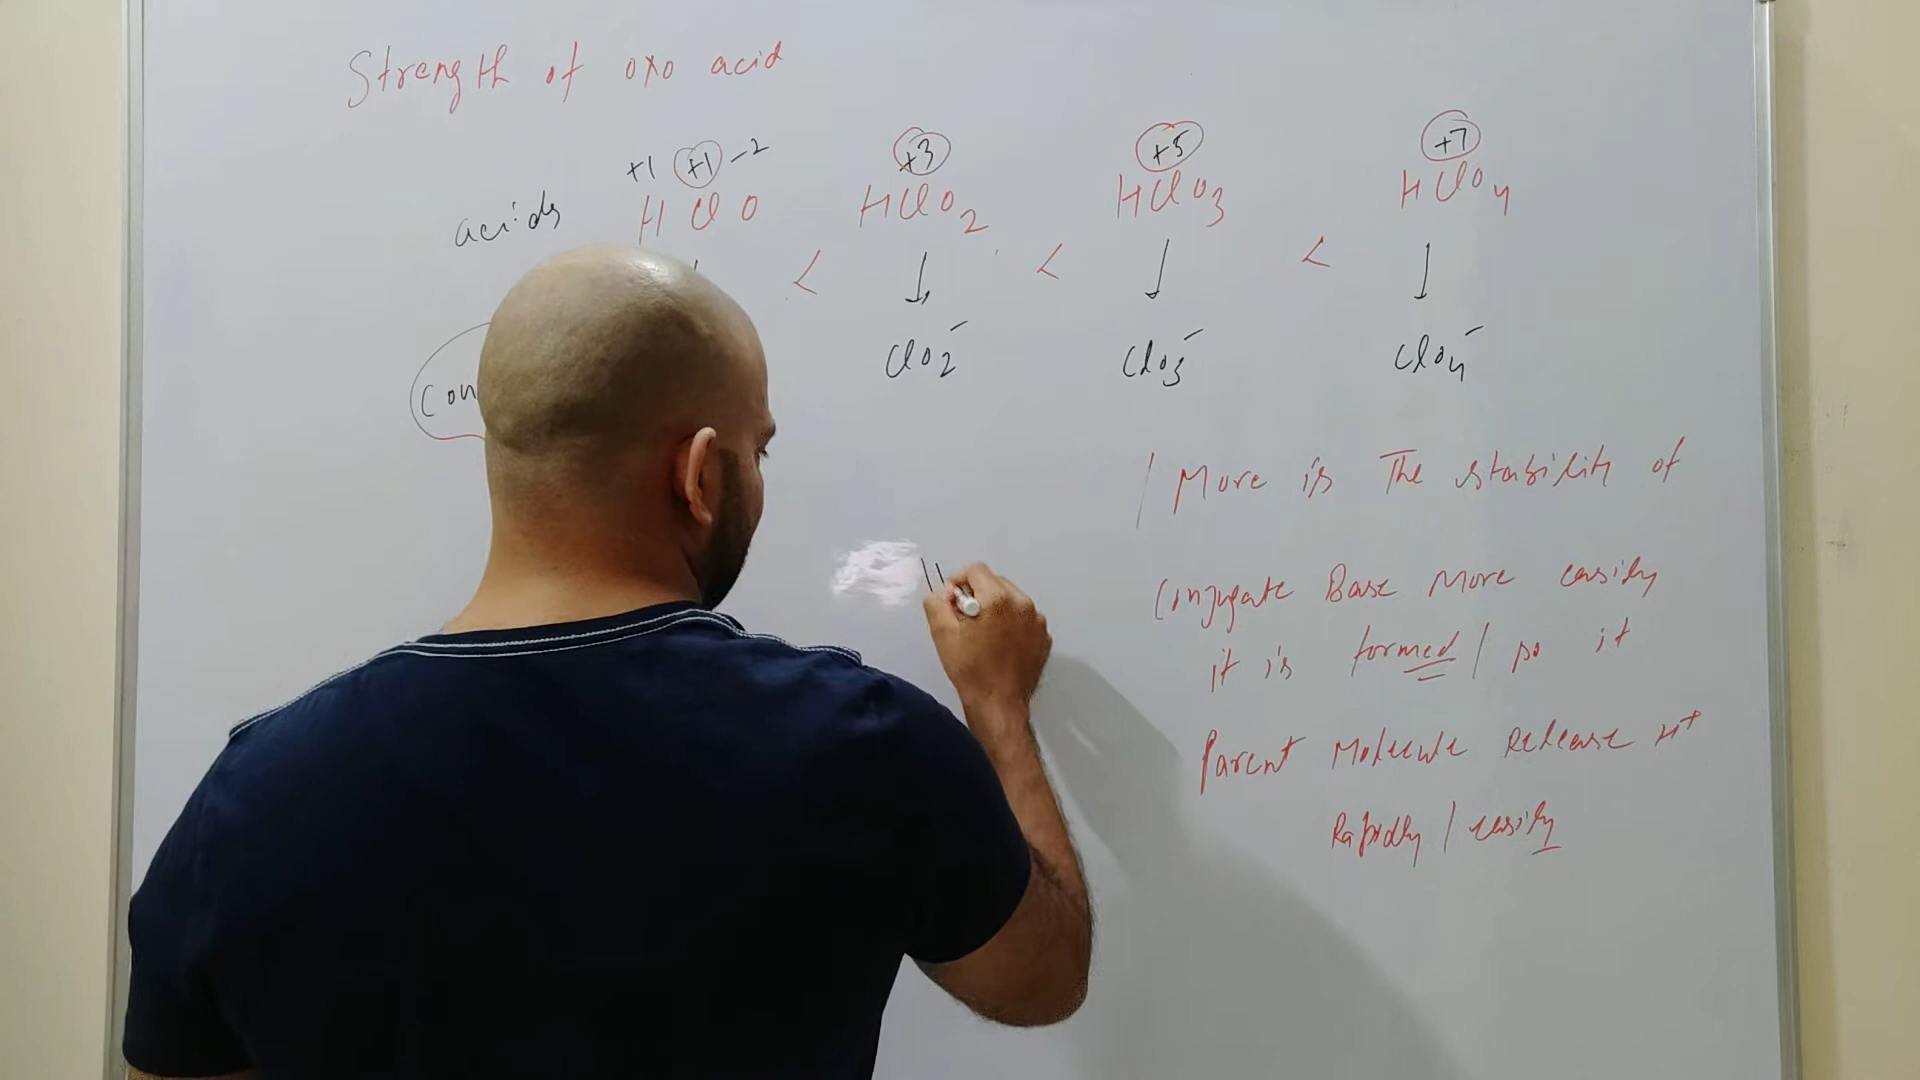 Strength of oxo acid
+1 +1 -2 +3 +5 +7
acids H Cl O HClO2 HClO3 HClO4
< < <
ClO2⁻ ClO3⁻ ClO4⁻
Con
More is The stability of
Conjugate Base More easily
it is formed / so it
Parent Molecule Release H+
Rapidly / easily